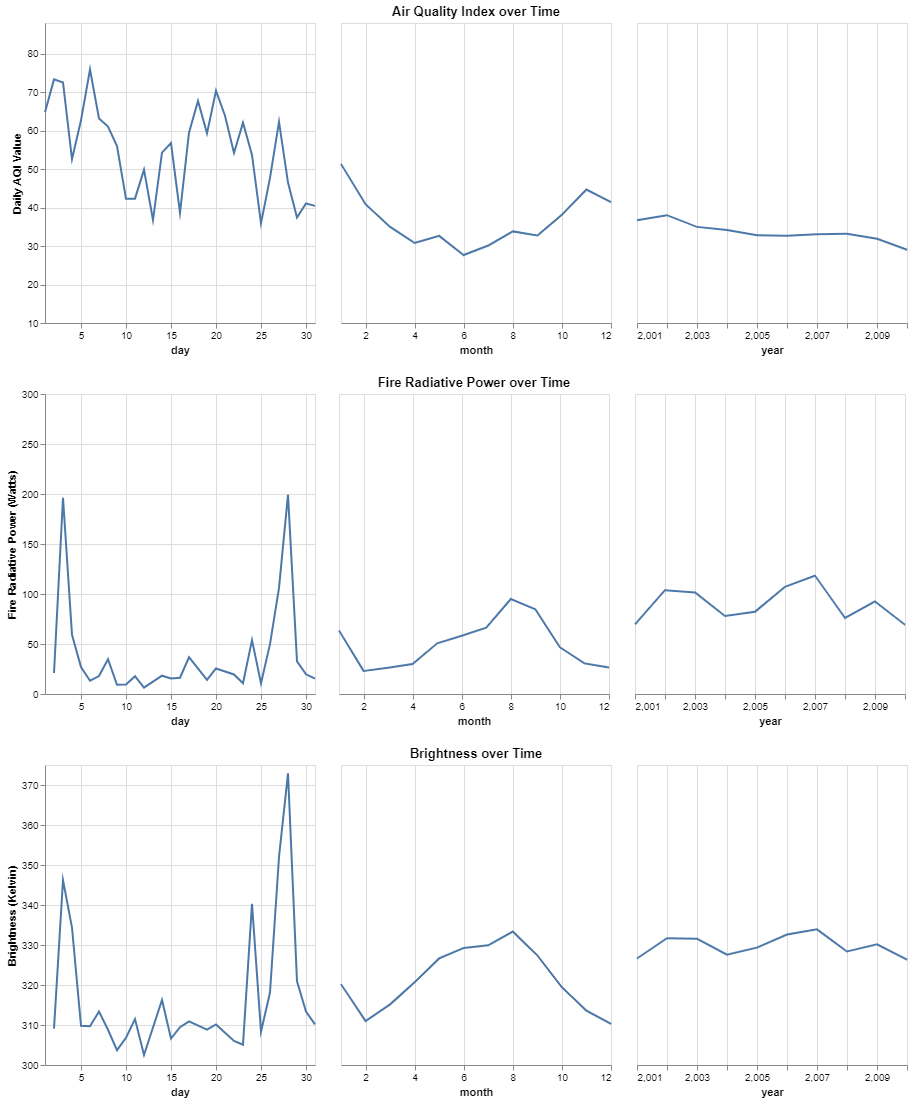 Air Quality Index over Time
Daily AQI Value
80
70
60
50
40
30
20
10
5 10 15 20 25 30
day
2 4 6 8 10 12
month
2,001 2,003 2,005 2,007 2,009
year
Fire Radiative Power over Time
Fire Radiative Power (Watts)
300
250
200
150
100
50
0
5 10 15 20 25 30
day
2 4 6 8 10 12
month
2,001 2,003 2,005 2,007 2,009
year
Brightness over Time
Brightness (Kelvin)
370
360
350
340
330
320
310
300
5 10 15 20 25 30
day
2 4 6 8 10 12
month
2,001 2,003 2,005 2,007 2,009
year